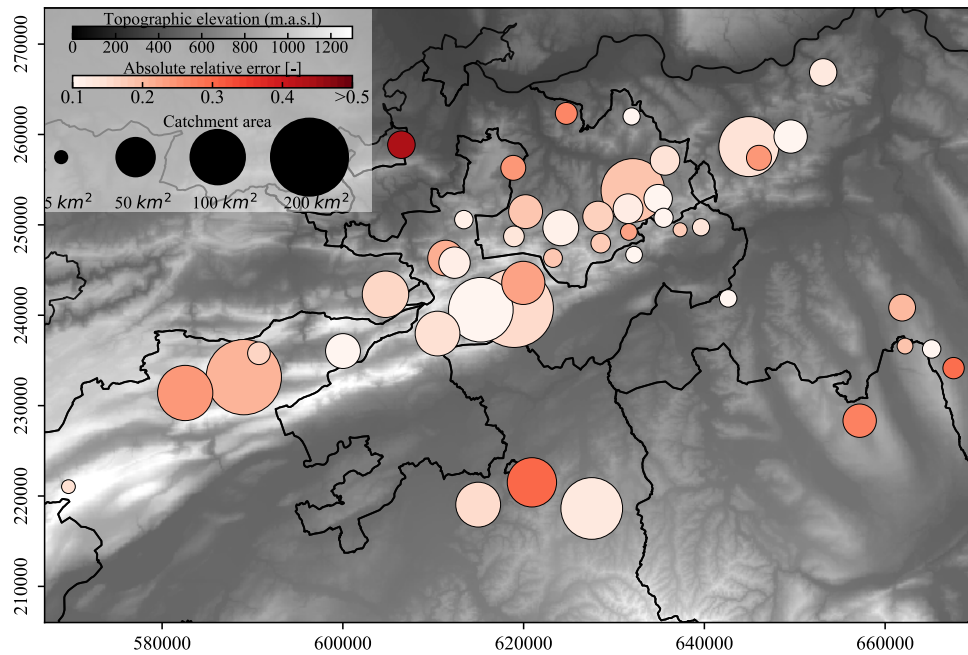 Topographic elevation (m.a.s.l)
0 200 400 600 800 1000 1200
Absolute relative error [-]
0.1 0.2 0.3 0.4 >0.5
Catchment area
5 km² 50 km² 100 km² 200 km²
270000
260000
250000
240000
230000
220000
210000
580000 600000 620000 640000 660000